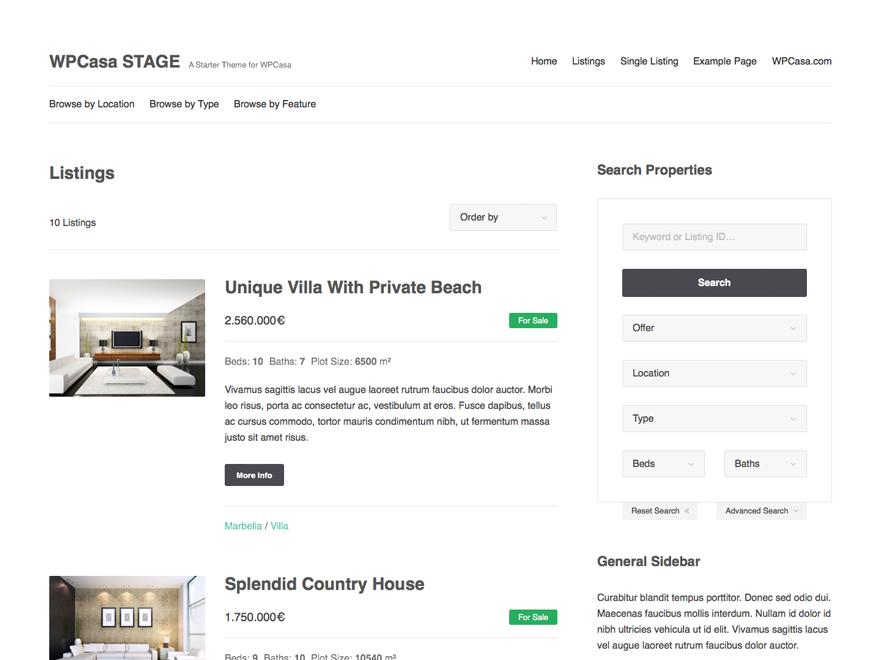 WPCasa STAGE A Starter Theme for WPCasa
Home Listings Single Listing Example Page WPCasa.com
Browse by Location Browse by Type Browse by Feature
Listings
10 Listings
Order by
Unique Villa With Private Beach
2.560.000€
For Sale
Beds: 10 Baths: 7 Plot Size: 6500 m²
Vivamus sagittis lacus vel augue laoreet rutrum faucibus dolor auctor. Morbi
leo risus, porta ac consectetur ac, vestibulum at eros. Fusce dapibus, tellus
ac cursus commodo, tortor mauris condimentum nibh, ut fermentum massa
justo sit amet risus.
More Info
Marbella / Villa
Splendid Country House
1.750.000€
For Sale
Beds: 9 Baths: 10 Plot Size: 10540 m²
Search Properties
Keyword or Listing ID...
Search
Offer
Location
Type
Beds Baths
Reset Search Advanced Search
General Sidebar
Curabitur blandit tempus porttitor. Donec sed odio dui.
Maecenas faucibus mollis interdum. Nullam id dolor id
nibh ultricies vehicula ut id elit. Vivamus sagittis lacus
vel augue laoreet rutrum faucibus dolor auctor.